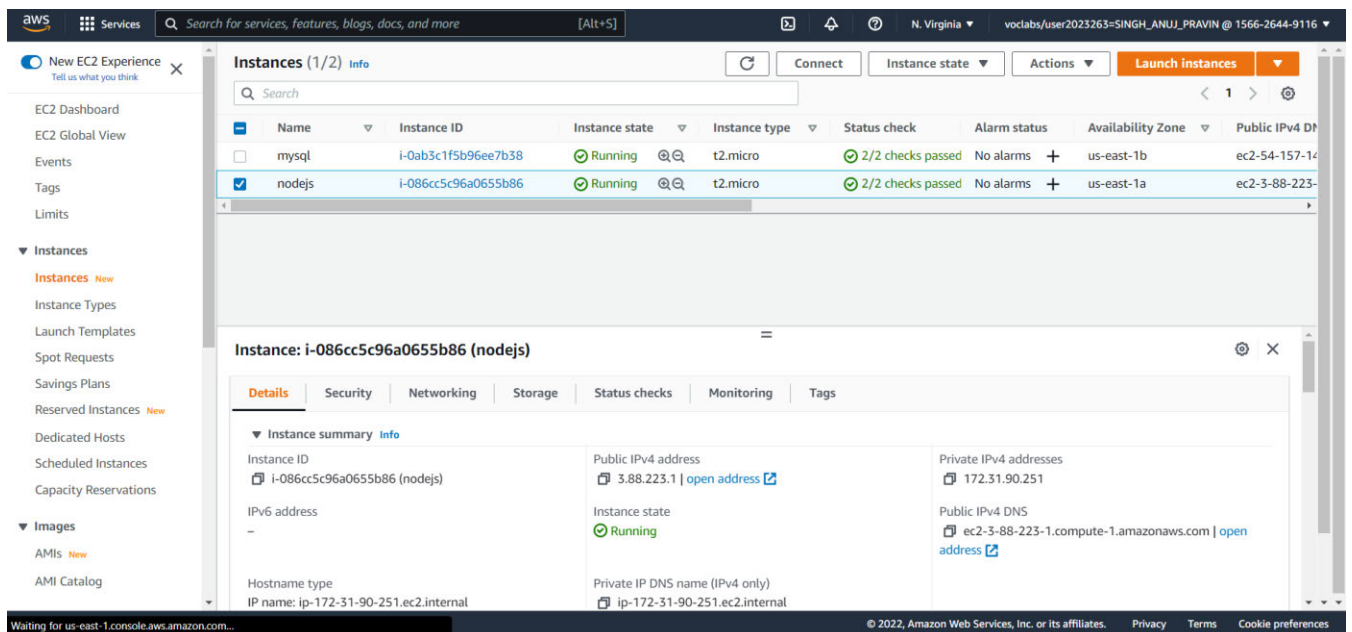 aws Services Search for services, features, blogs, docs, and more [Alt+S] N. Virginia ▼ voclabs/user2023263=SINGH_ANUJ_PRAVIN @ 1566-2644-9116 ▼
New EC2 Experience
Tell us what you think
EC2 Dashboard
EC2 Global View
Events
Tags
Limits
▼ Instances
Instances New
Instance Types
Launch Templates
Spot Requests
Savings Plans
Reserved Instances New
Dedicated Hosts
Scheduled Instances
Capacity Reservations
▼ Images
AMIs New
AMI Catalog
Instances (1/2) Info Connect Instance state ▼ Actions ▼ Launch instances ▼
Search < 1 >
Name Instance ID Instance state Instance type Status check Alarm status Availability Zone Public IPv4 DN
mysql i-0ab3c1f5b96ee7b38 Running t2.micro 2/2 checks passed No alarms + us-east-1b ec2-54-157-14
nodejs i-086cc5c96a0655b86 Running t2.micro 2/2 checks passed No alarms + us-east-1a ec2-3-88-223-
Instance: i-086cc5c96a0655b86 (nodejs)
Details Security Networking Storage Status checks Monitoring Tags
▼ Instance summary Info
Instance ID Public IPv4 address Private IPv4 addresses
i-086cc5c96a0655b86 (nodejs) 3.88.223.1 | open address 172.31.90.251
IPv6 address Instance state Public IPv4 DNS
– Running ec2-3-88-223-1.compute-1.amazonaws.com | open
address
Hostname type Private IP DNS name (IPv4 only)
IP name: ip-172-31-90-251.ec2.internal ip-172-31-90-251.ec2.internal
Waiting for us-east-1.console.aws.amazon.com... © 2022, Amazon Web Services, Inc. or its affiliates. Privacy Terms Cookie preferences